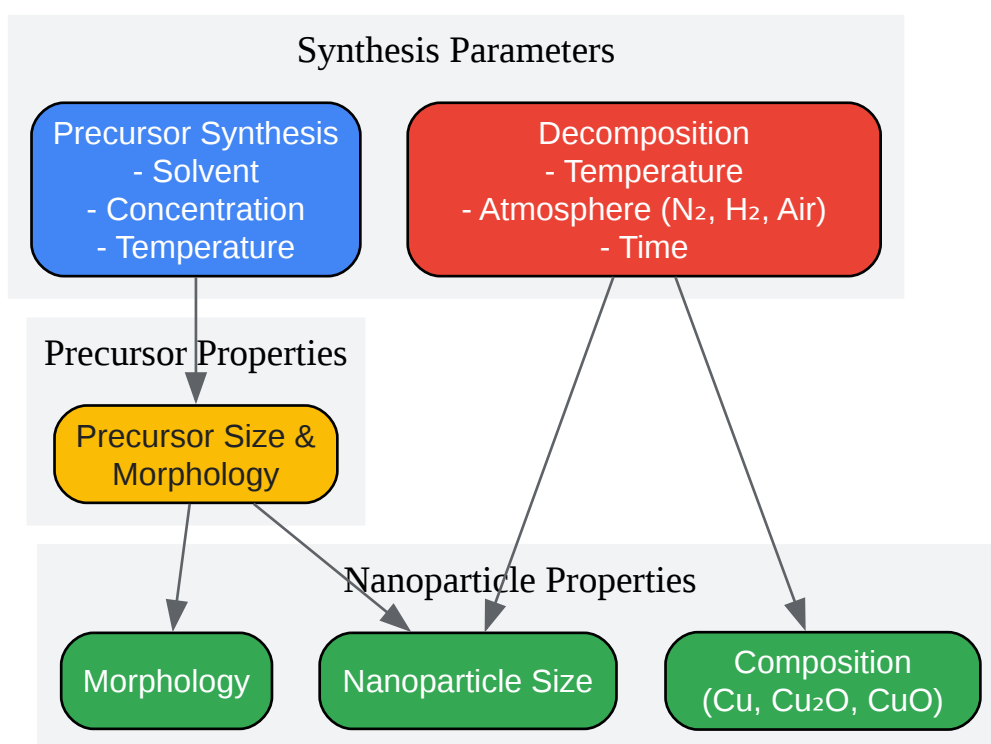 Synthesis Parameters
Precursor Synthesis
- Solvent
- Concentration
- Temperature
Decomposition
- Temperature
- Atmosphere (N₂, H₂, Air)
- Time
Precursor Properties
Precursor Size &
Morphology
Nanoparticle Properties
Morphology
Nanoparticle Size
Composition
(Cu, Cu₂O, CuO)